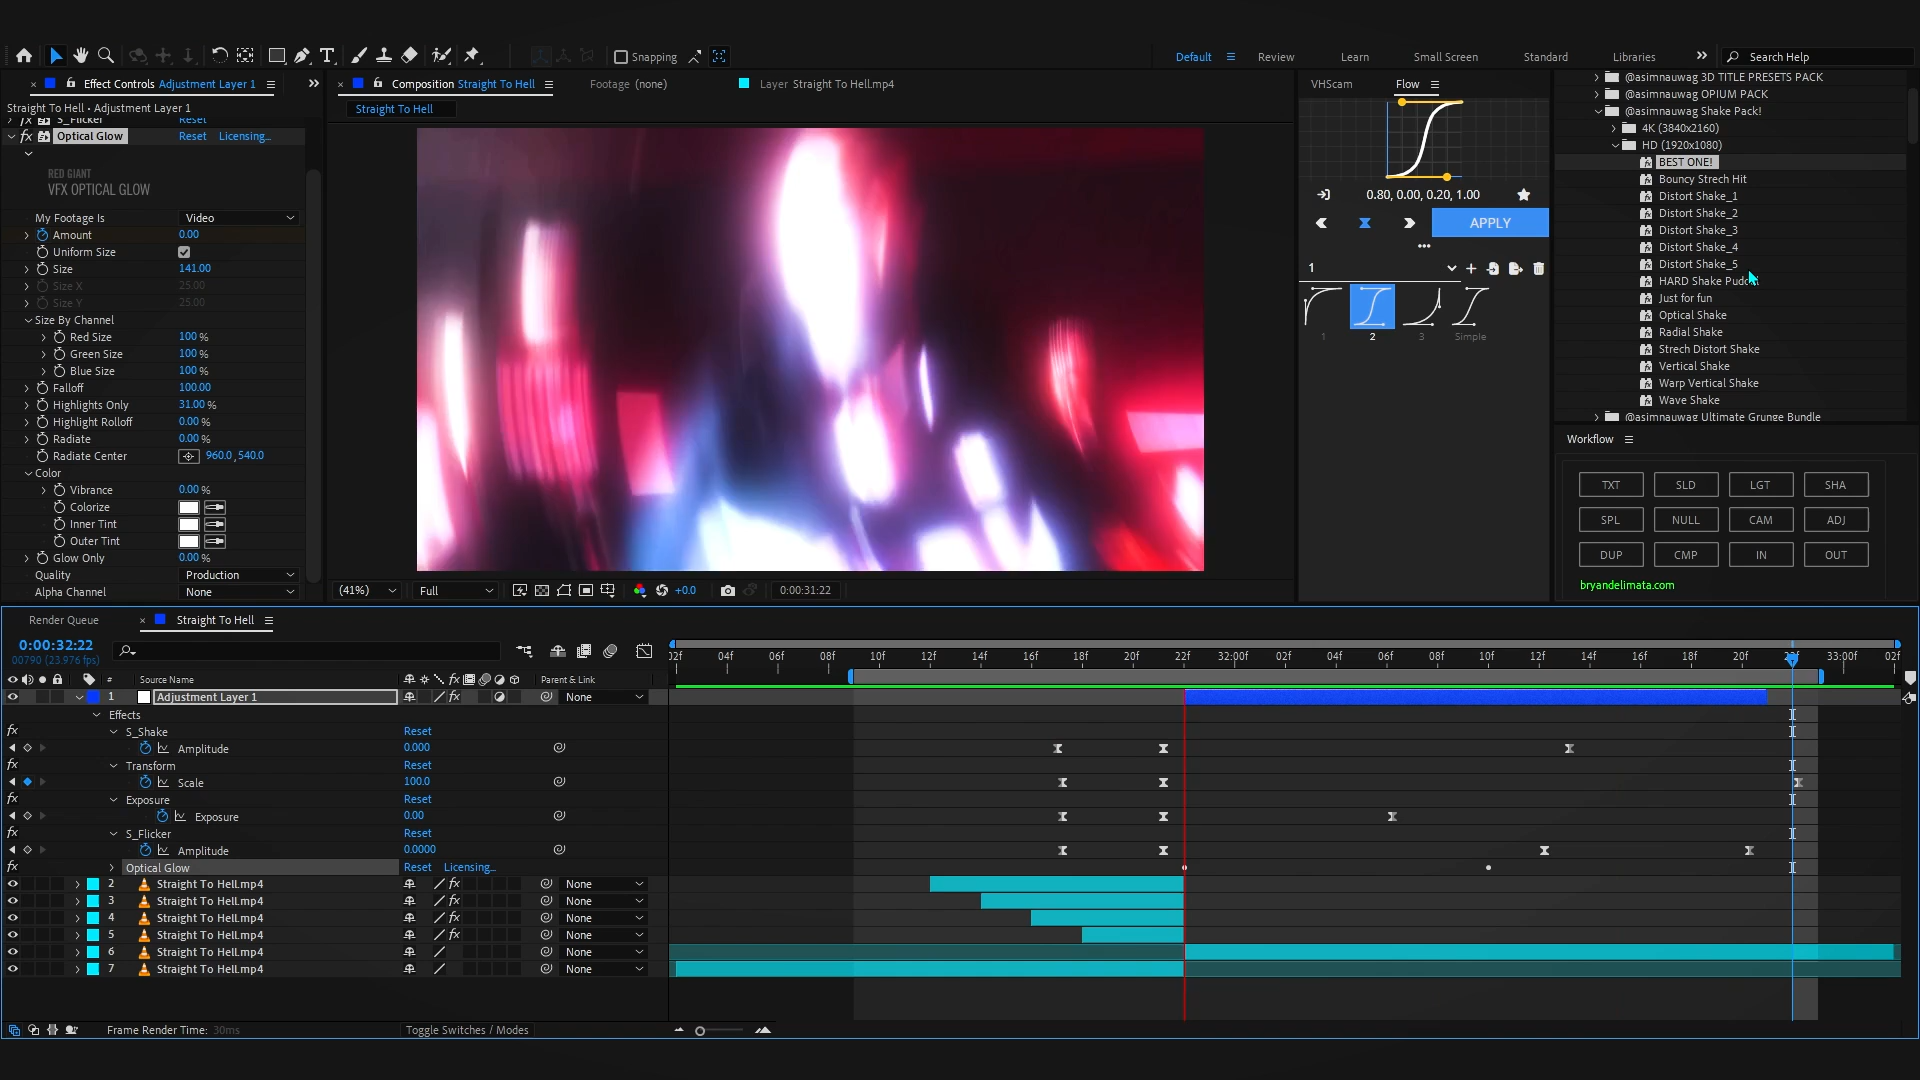 Snapping
Default
Review
Learn
Small Screen
Standard
Libraries
Search Help
Effect Controls Adjustment Layer 1
Composition Straight To Hell
Footage (none)
Layer Straight To Hell.mp4
VHScam
Flow
Straight To Hell • Adjustment Layer 1
Straight To Hell
S_Flicker Reset
Optical Glow Reset Licensing...
RED GIANT
VFX OPTICAL GLOW
My Footage Is Video
Amount 0.00
Uniform Size
Size 141.00
Size X 25.00
Size Y 25.00
Size By Channel
Red Size 100 %
Green Size 100 %
Blue Size 100 %
Falloff 100.00
Highlights Only 31.00 %
Highlight Rolloff 0.00 %
Radiate 0.00 %
Radiate Center 960.0, 540.0
Color
Vibrance 0.00 %
Colorize
Inner Tint
Outer Tint
Glow Only 0.00 %
Quality Production
Alpha Channel None
(41%) Full +0.0 0:00:31:22
0.80, 0.00, 0.20, 1.00
APPLY
1
1 2 3 Simple
@asimnauwag 3D TITLE PRESETS PACK
@asimnauwag OPIUM PACK
@asimnauwag Shake Pack!
4K (3840x2160)
HD (1920x1080)
BEST ONE!
Bouncy Strech Hit
Distort Shake_1
Distort Shake_2
Distort Shake_3
Distort Shake_4
Distort Shake_5
HARD Shake
Just for fun
Optical Shake
Radial Shake
Strech Distort Shake
Vertical Shake
Warp Vertical Shake
Wave Shake
@asimnauwag Ultimate Grunge Bundle
Workflow
TXT SLD LGT SHA
SPL NULL CAM ADJ
DUP CMP IN OUT
bryandelimata.com
Render Queue
Straight To Hell
0:00:32:22
00790 (23.976 fps)
02f 04f 06f 08f 10f 12f 14f 16f 18f 20f 22f 32:00f 02f 04f 06f 08f 10f 12f 14f 16f 18f 20f 22f 33:00f 02f
# Source Name Parent & Link
1 Adjustment Layer 1 None
Effects
S_Shake Reset
Amplitude 0.000
Transform Reset
Scale 100.0
Exposure Reset
Exposure 0.00
S_Flicker Reset
Amplitude 0.0000
Optical Glow Reset Licensing...
2 Straight To Hell.mp4 None
3 Straight To Hell.mp4 None
4 Straight To Hell.mp4 None
5 Straight To Hell.mp4 None
6 Straight To Hell.mp4 None
7 Straight To Hell.mp4 None
Frame Render Time: 30ms
Toggle Switches / Modes